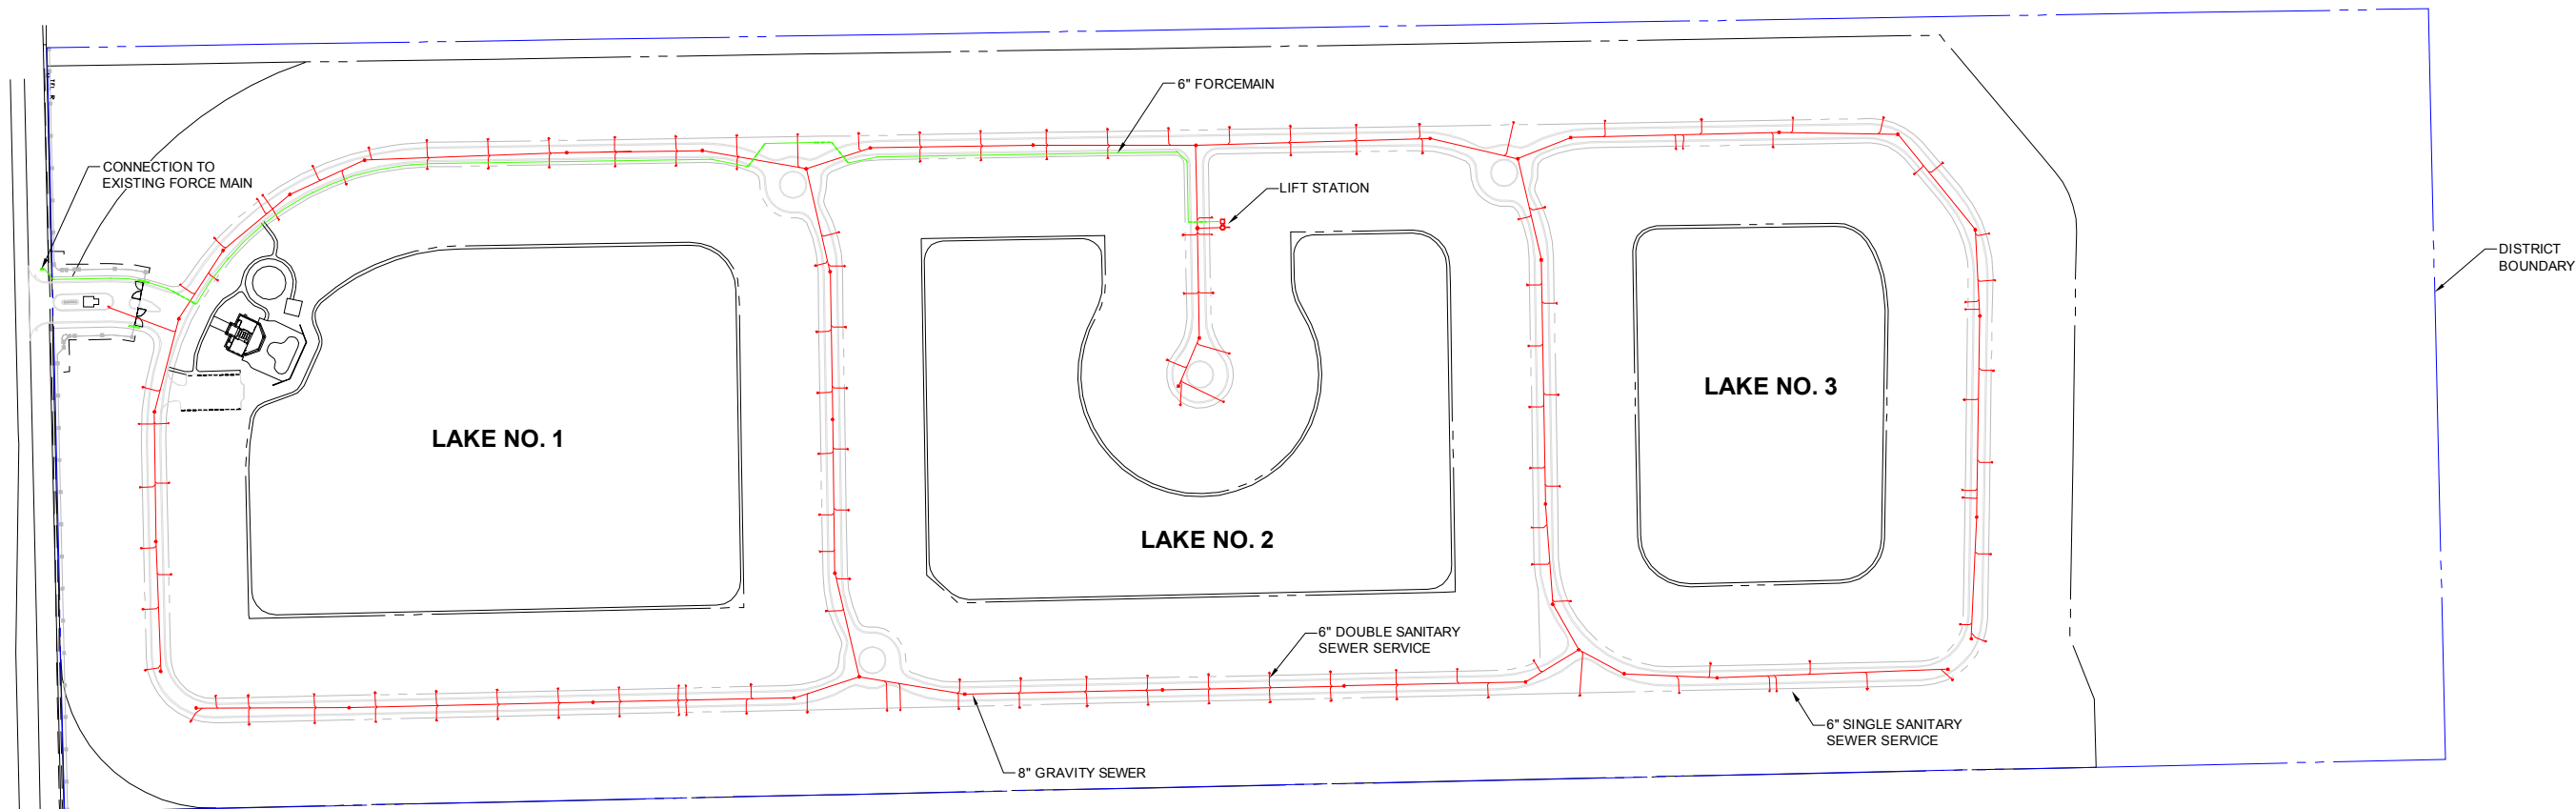 6" FORCEMAIN
CONNECTION TO
EXISTING FORCE MAIN
LIFT STATION
DISTRICT
BOUNDARY
LAKE NO. 3
LAKE NO. 1
LAKE NO. 2
6" DOUBLE SANITARY
SEWER SERVICE
6" SINGLE SANITARY
SEWER SERVICE
8" GRAVITY SEWER